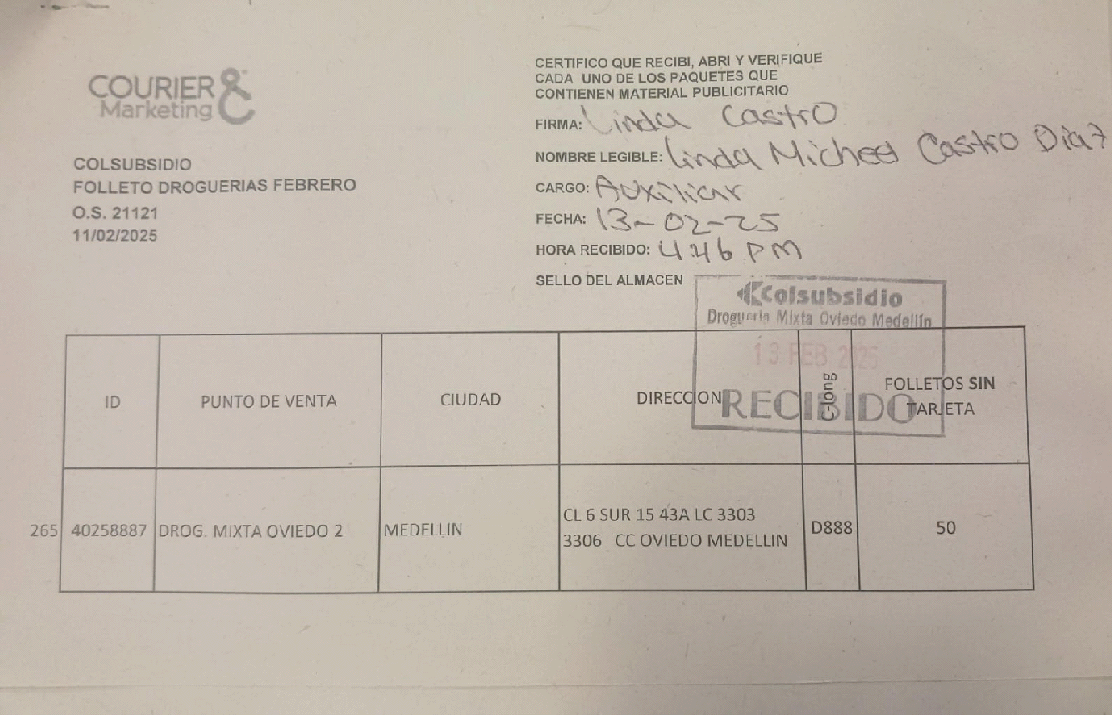 COURIER &
Marketing
COLSUBSIDIO
FOLLETO DROGUERIAS FEBRERO
O.S. 21121
11/02/2025
CERTIFICO QUE RECIBI, ABRI Y VERIFIQUE
CADA UNO DE LOS PAQUETES QUE
CONTIENEN MATERIAL PUBLICITARIO
FIRMA: Linda Castro
NOMBRE LEGIBLE: Linda Michel Castro Diaz
CARGO: Auxiliar
FECHA: 13-02-25
HORA RECIBIDO: 4:46 PM
SELLO DEL ALMACEN
Colsubsidio
Drogueria Mixta Oviedo Medellín
13 FEB 2025
RECIBIDO
ID PUNTO DE VENTA CIUDAD DIRECCION FOLLETOS SIN
TARJETA
265 40258887 DROG. MIXTA OVIEDO 2 MEDELLIN CL 6 SUR 15 43A LC 3303
3306 CC OVIEDO MEDELLIN D888 50